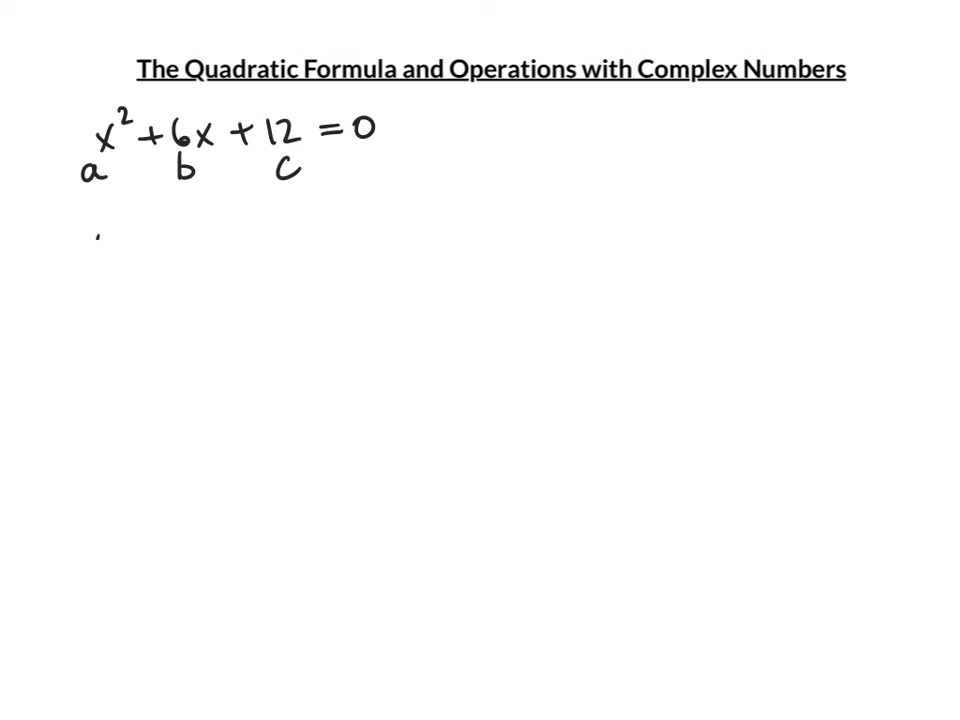 The Quadratic Formula and Operations with Complex Numbers
x² + 6x + 12 = 0
a b c